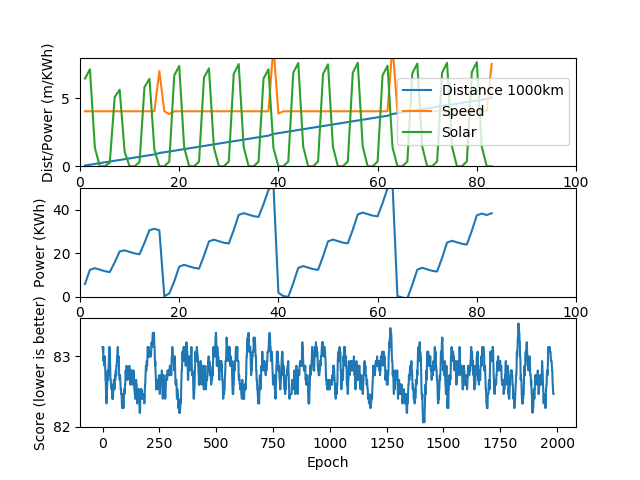 Dist/Power (m/KWh)
5
0
Distance 1000km
Speed
Solar
0 20 40 60 80 100
Power (KWh)
40
20
0
0 20 40 60 80 100
Score (lower is better)
83
82
0 250 500 750 1000 1250 1500 1750 2000
Epoch